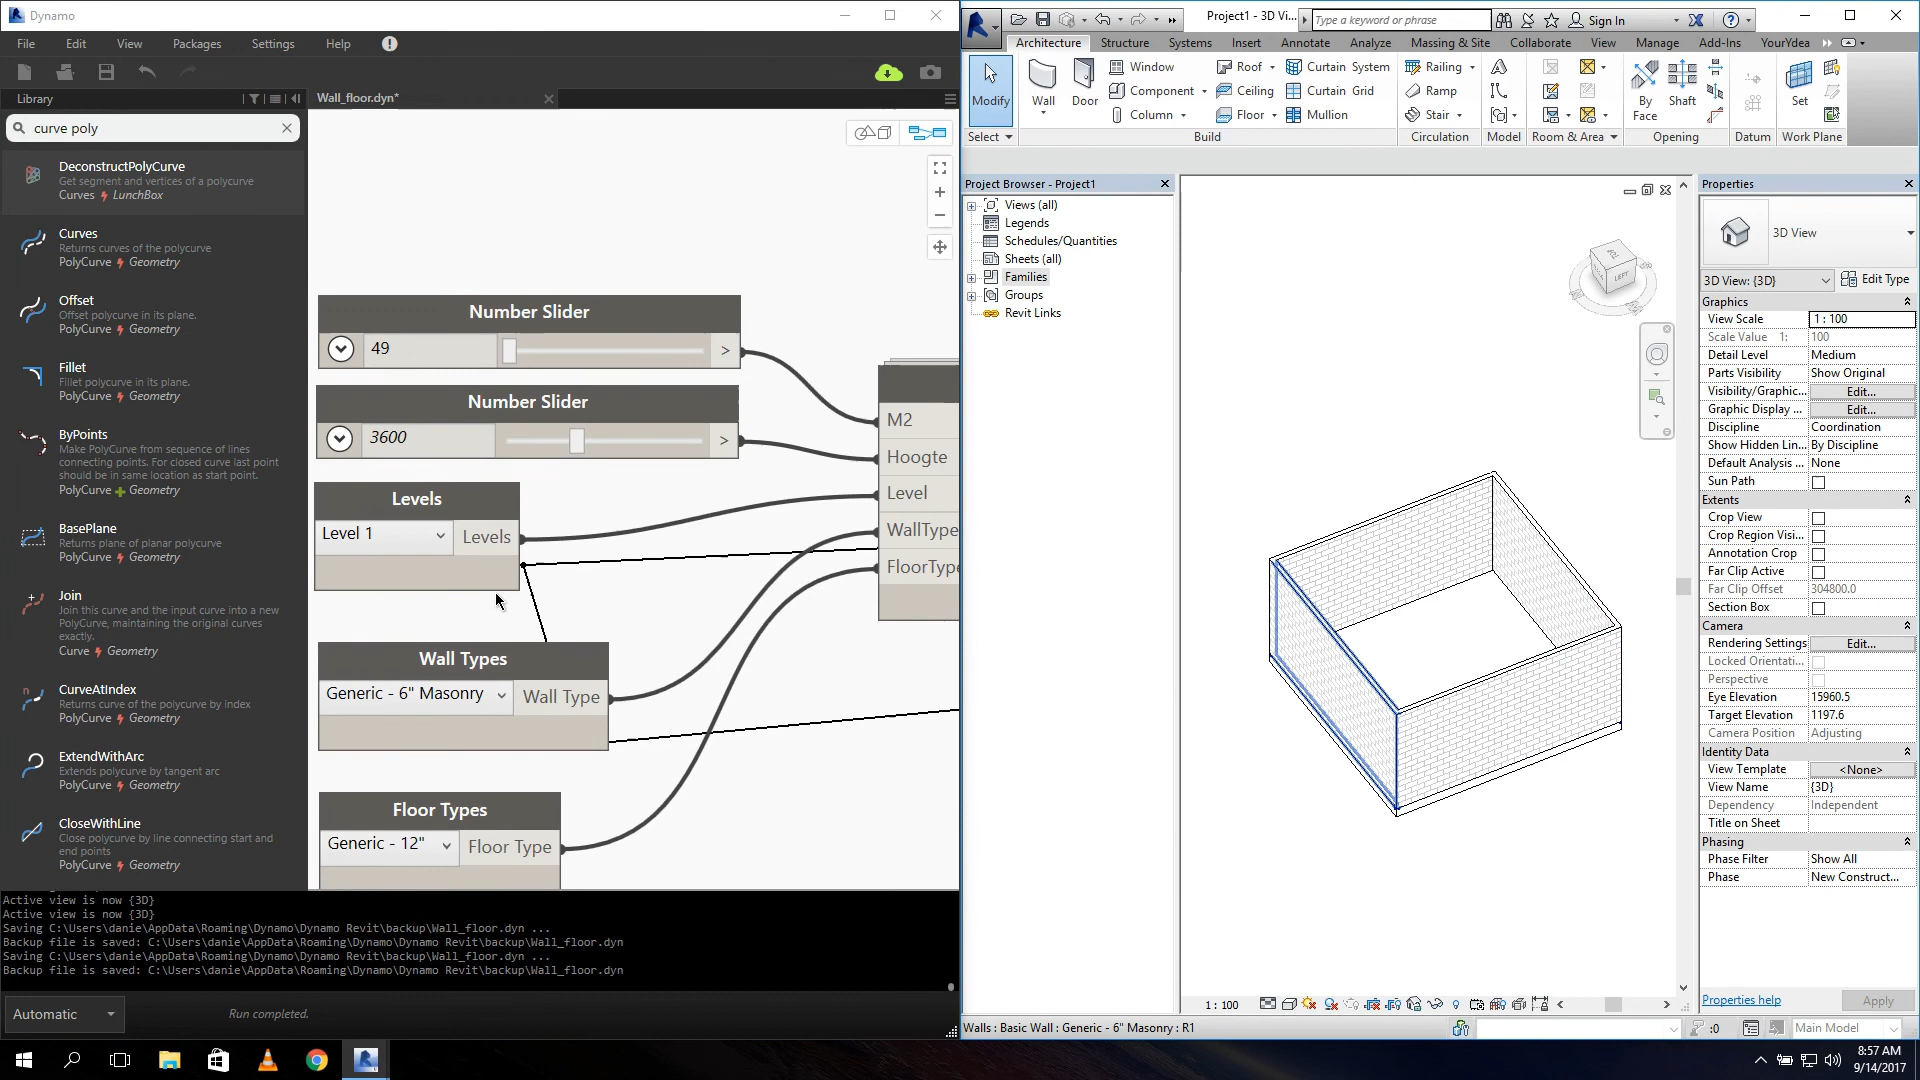 Dynamo
File Edit View Packages Settings Help
Library
Wall_floor.dyn*
curve poly
DeconstructPolyCurve
Get segment and vertices of a polycurve
Curves LunchBox
Curves
Returns curves of the polycurve
PolyCurve Geometry
Offset
Offset polycurve in its plane.
PolyCurve Geometry
Fillet
Fillet polycurve in its plane.
PolyCurve Geometry
ByPoints
Make PolyCurve from sequence of lines
connecting points. For closed curve last point
should be in same location as start point.
PolyCurve Geometry
BasePlane
Returns plane of planar polycurve
PolyCurve Geometry
Join
Join this curve and the input curve into a new
PolyCurve, maintaining the original curves
exactly.
Curve Geometry
CurveAtIndex
Returns curve of the polycurve by index
PolyCurve Geometry
ExtendWithArc
Extends polycurve by tangent arc
PolyCurve Geometry
CloseWithLine
Close polycurve by line connecting start and
end points
PolyCurve Geometry
Number Slider
49 >
Number Slider
3600 >
Levels
Level 1 Levels
Wall Types
Generic - 6" Masonry Wall Type
Floor Types
Generic - 12" Floor Type
M2
Hoogte
Level
WallType
FloorType
Active view is now {3D}
Active view is now {3D}
Saving C:\Users\danie\AppData\Roaming\Dynamo\Dynamo Revit\backup\Wall_floor.dyn ...
Backup file is saved: C:\Users\danie\AppData\Roaming\Dynamo\Dynamo Revit\backup\Wall_floor.dyn
Saving C:\Users\danie\AppData\Roaming\Dynamo\Dynamo Revit\backup\Wall_floor.dyn ...
Backup file is saved: C:\Users\danie\AppData\Roaming\Dynamo\Dynamo Revit\backup\Wall_floor.dyn
Automatic Run completed.
Project1 - 3D Vi... Type a keyword or phrase Sign In
Architecture Structure Systems Insert Annotate Analyze Massing & Site Collaborate View Manage Add-Ins YourYdea
Modify Wall Door Window Component Column Roof Ceiling Floor Curtain System Curtain Grid Mullion Railing Ramp Stair By Face Shaft Set
Select Build Circulation Model Room & Area Opening Datum Work Plane
Project Browser - Project1
Views (all)
Legends
Schedules/Quantities
Sheets (all)
Families
Groups
Revit Links
LEFT
Properties
3D View
3D View: {3D} Edit Type
Graphics
View Scale 1 : 100
Scale Value 1: 100
Detail Level Medium
Parts Visibility Show Original
Visibility/Graphic... Edit...
Graphic Display ... Edit...
Discipline Coordination
Show Hidden Lin... By Discipline
Default Analysis ... None
Sun Path
Extents
Crop View
Crop Region Visi...
Annotation Crop
Far Clip Active
Far Clip Offset 304800.0
Section Box
Camera
Rendering Settings Edit...
Locked Orientati...
Perspective
Eye Elevation 15960.5
Target Elevation 1197.6
Camera Position Adjusting
Identity Data
View Template <None>
View Name {3D}
Dependency Independent
Title on Sheet
Phasing
Phase Filter Show All
Phase New Construct...
Properties help Apply
1 : 100
Walls : Basic Wall : Generic - 6" Masonry : R1
:0
Main Model
8:57 AM
9/14/2017